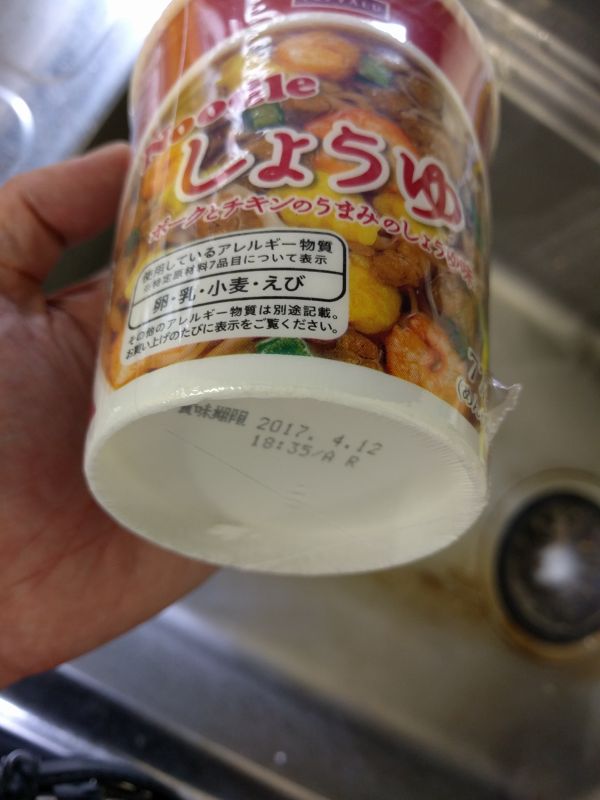 Noodle
しょうゆ
ポークとチキンのうまみのしょうゆ味
使用しているアレルギー物質
※特定原材料7品目について表示
卵・乳・小麦・えび
その他のアレルギー物質は別途記載。
お買い上げのたびに表示をご覧ください。
賞味期限 2017. 4.12
18:35/A R